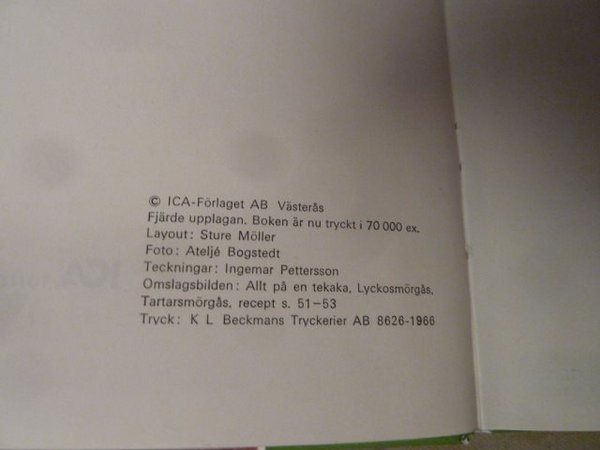 © ICA-Förlaget AB Västerås
Fjärde upplagan. Boken är nu tryckt i 70 000 ex.
Layout: Sture Möller
Foto: Ateljé Bogstedt
Teckningar: Ingemar Pettersson
Omslagsbilden: Allt på en tekaka, Lyckosmörgås,
Tartarsmörgås, recept s. 51–53
Tryck: K L Beckmans Tryckerier AB 8626-1966